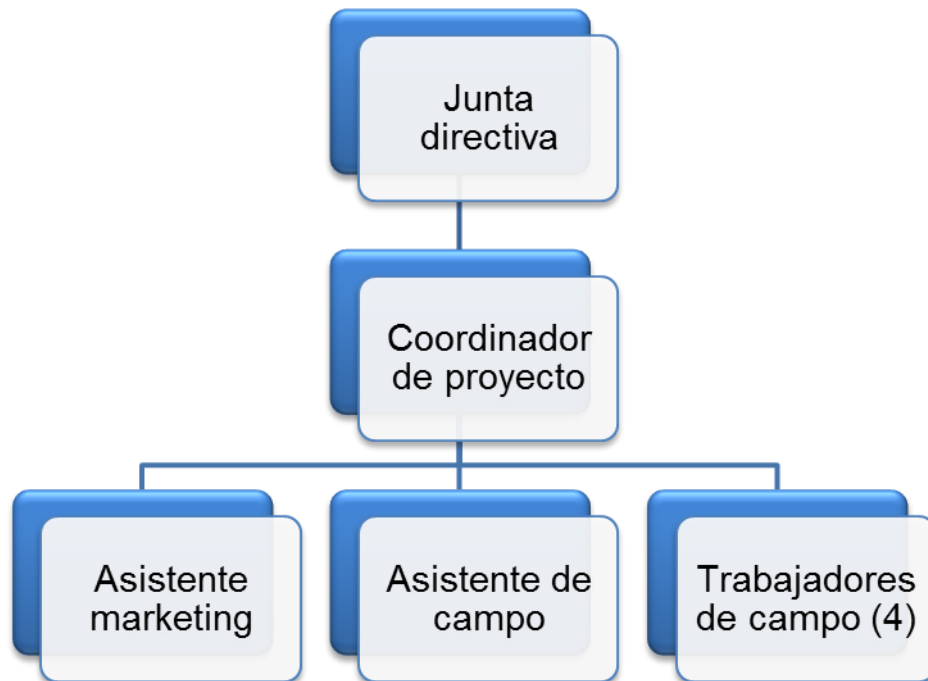 Junta
directiva
Coordinador
de proyecto
Asistente
marketing
Asistente de
campo
Trabajadores
de campo (4)